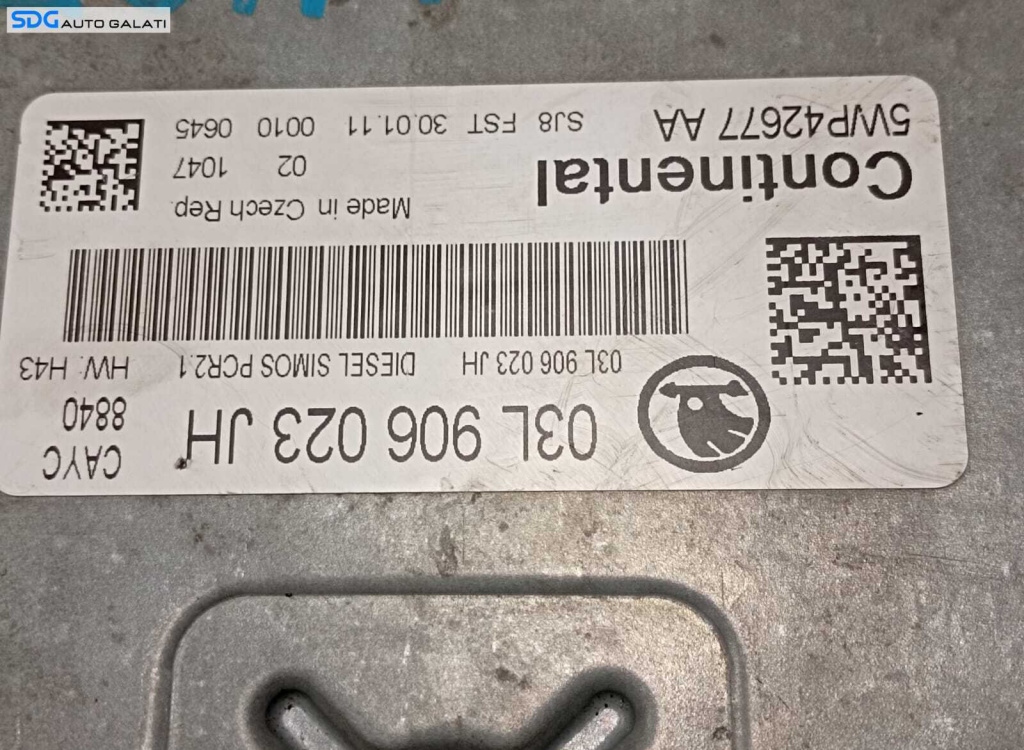 SDG AUTO GALATI
03L 906 023 JH
CAYC
8840
03L 906 023 JH DIESEL SIMOS PCR2.1 HW: H43
Continental
Made in Czech Rep.
02 1047
5WP42677 AA SJ8 FST 30.01.11 0010 0645